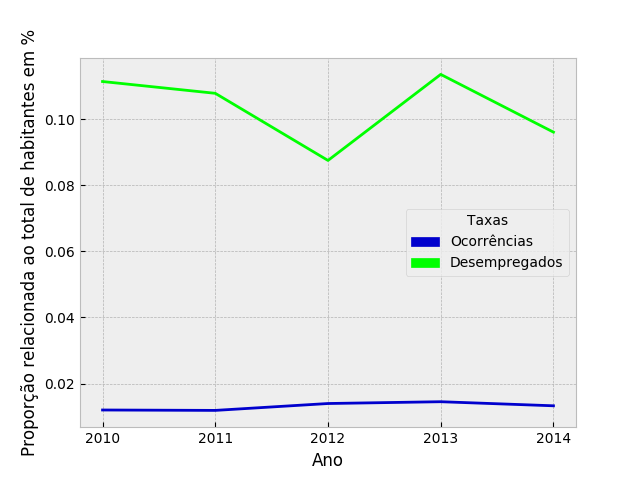 Proporção relacionada ao total de habitantes em %
0.10
0.08
0.06
0.04
0.02
Taxas
Ocorrências
Desempregados
2010 2011 2012 2013 2014
Ano